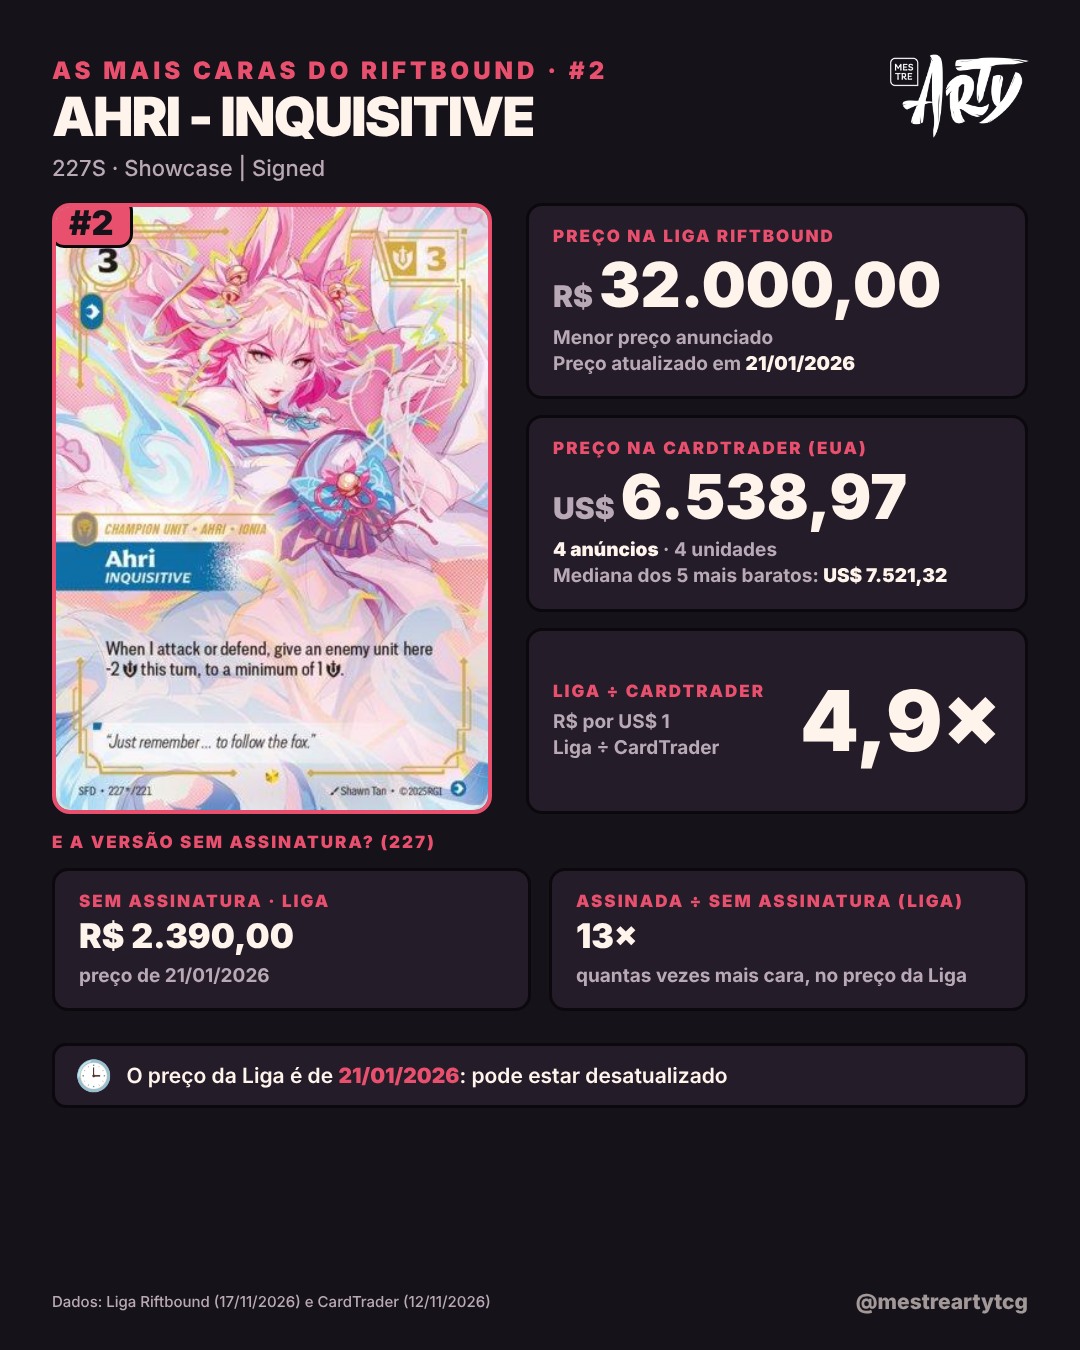 AS MAIS CARAS DO RIFTBOUND · #2
AHRI - INQUISITIVE
227S · Showcase | Signed
MESTRE ARTY
#2
3
3
CHAMPION UNIT • AHRI • IONIA
Ahri
INQUISITIVE
When I attack or defend, give an enemy unit here
-2 this turn, to a minimum of 1.
“Just remember... to follow the fox.”
SFD • 227*/221
Shawn Tan • ©2025RGI
PREÇO NA LIGA RIFTBOUND
R$ 32.000,00
Menor preço anunciado
Preço atualizado em 21/01/2026
PREÇO NA CARDTRADER (EUA)
US$ 6.538,97
4 anúncios · 4 unidades
Mediana dos 5 mais baratos: US$ 7.521,32
LIGA ÷ CARDTRADER
R$ por US$ 1
Liga ÷ CardTrader
4,9×
E A VERSÃO SEM ASSINATURA? (227)
SEM ASSINATURA · LIGA
R$ 2.390,00
preço de 21/01/2026
ASSINADA ÷ SEM ASSINATURA (LIGA)
13×
quantas vezes mais cara, no preço da Liga
O preço da Liga é de 21/01/2026: pode estar desatualizado
Dados: Liga Riftbound (17/11/2026) e CardTrader (12/11/2026)
@mestreartytcg